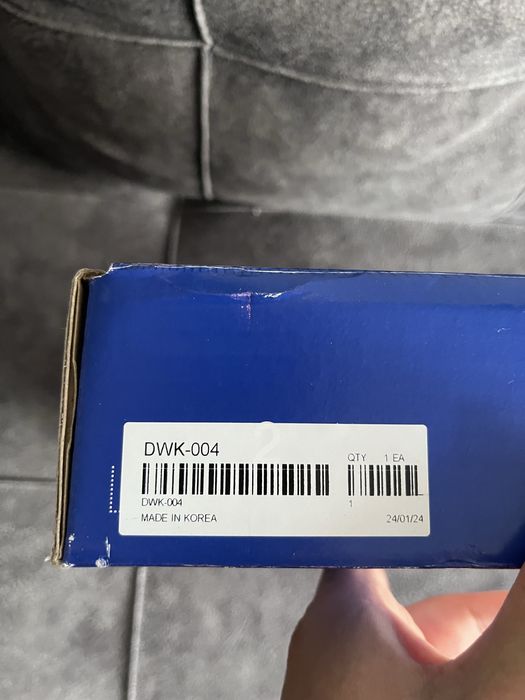 DWK-004
QTY 1 EA
DWK-004
1
MADE IN KOREA
24/01/24